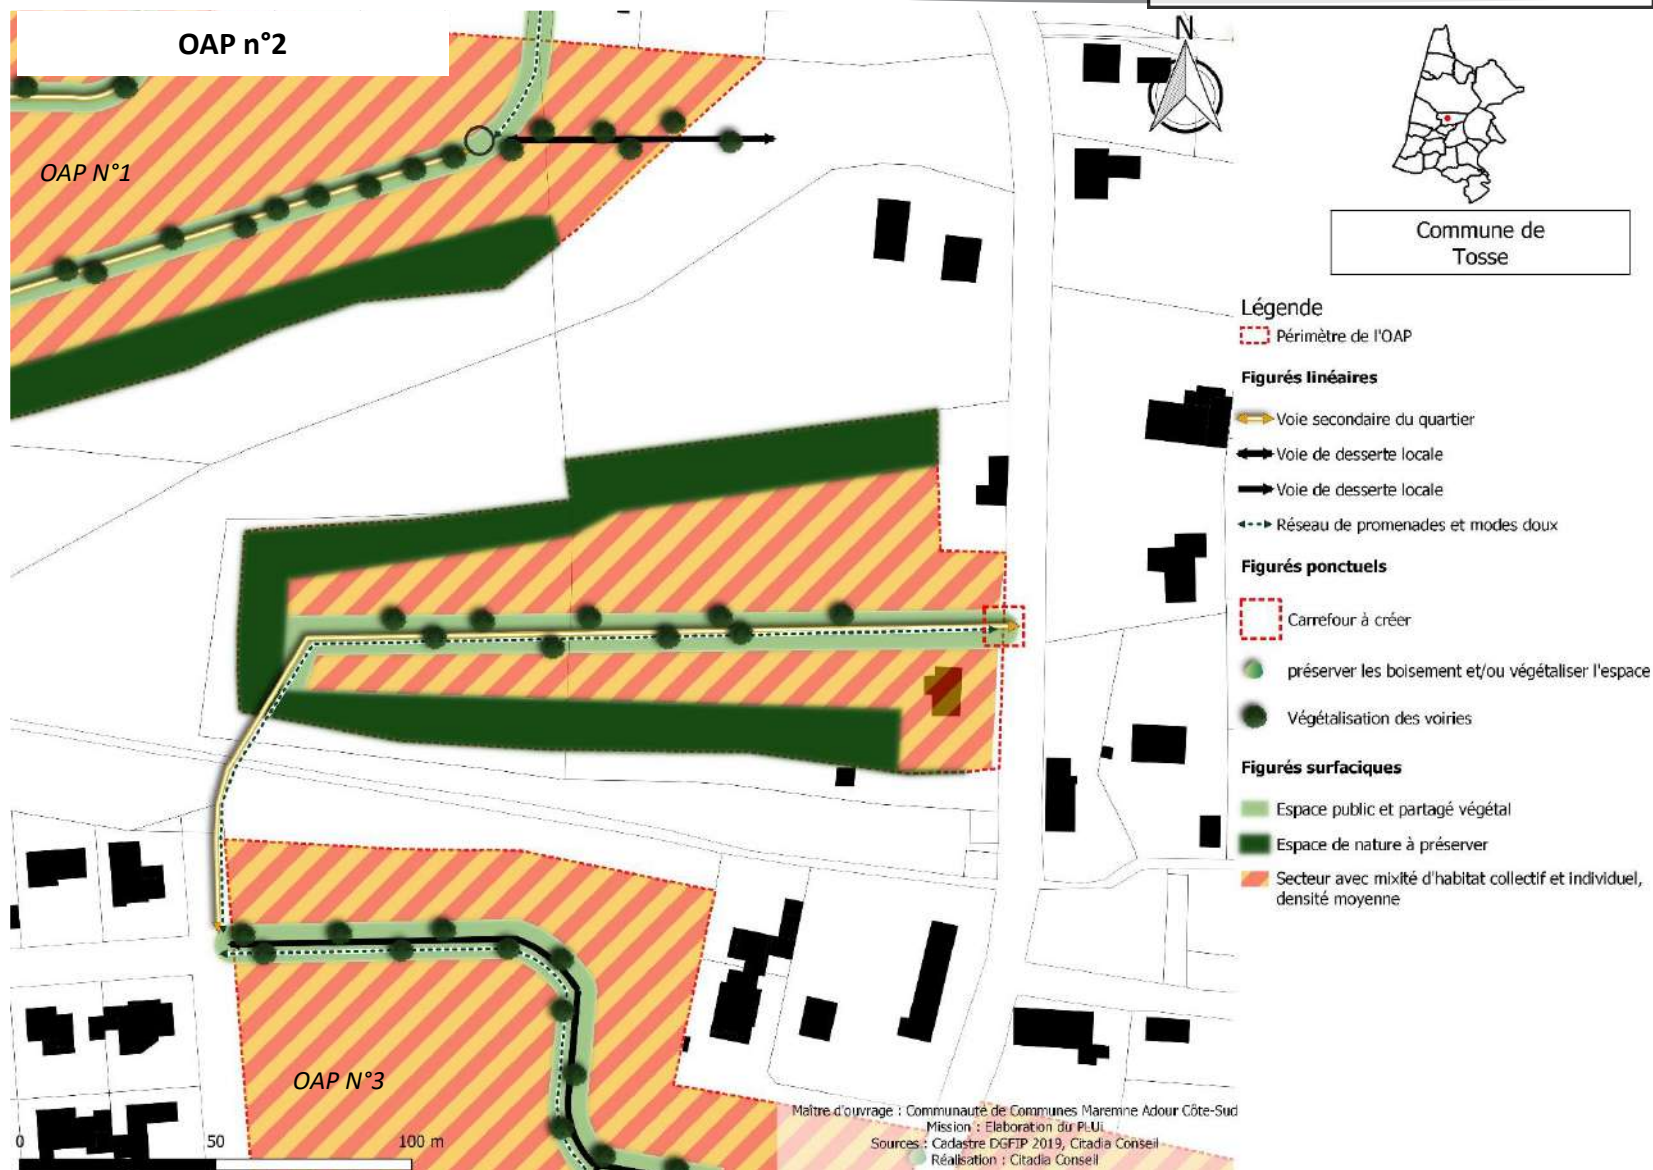 OAP n°2
N
OAP N°1
Commune de
Tosse
Légende
Périmètre de l'OAP
Figurés linéaires
Voie secondaire du quartier
Voie de desserte locale
Voie de desserte locale
Réseau de promenades et modes doux
Figurés ponctuels
Carrefour à créer
préserver les boisement et/ou végétaliser l'espace
Végétalisation des voiries
Figurés surfaciques
Espace public et partagé végétal
Espace de nature à préserver
Secteur avec mixité d'habitat collectif et individuel,
densité moyenne
OAP N°3
0 50 100 m
Maître d'ouvrage : Communauté de Communes Maremne Adour Côte-Sud
Mission : Elaboration du PLUi
Sources : Cadastre DGFIP 2019, Citadia Conseil
Réalisation : Citadia Conseil